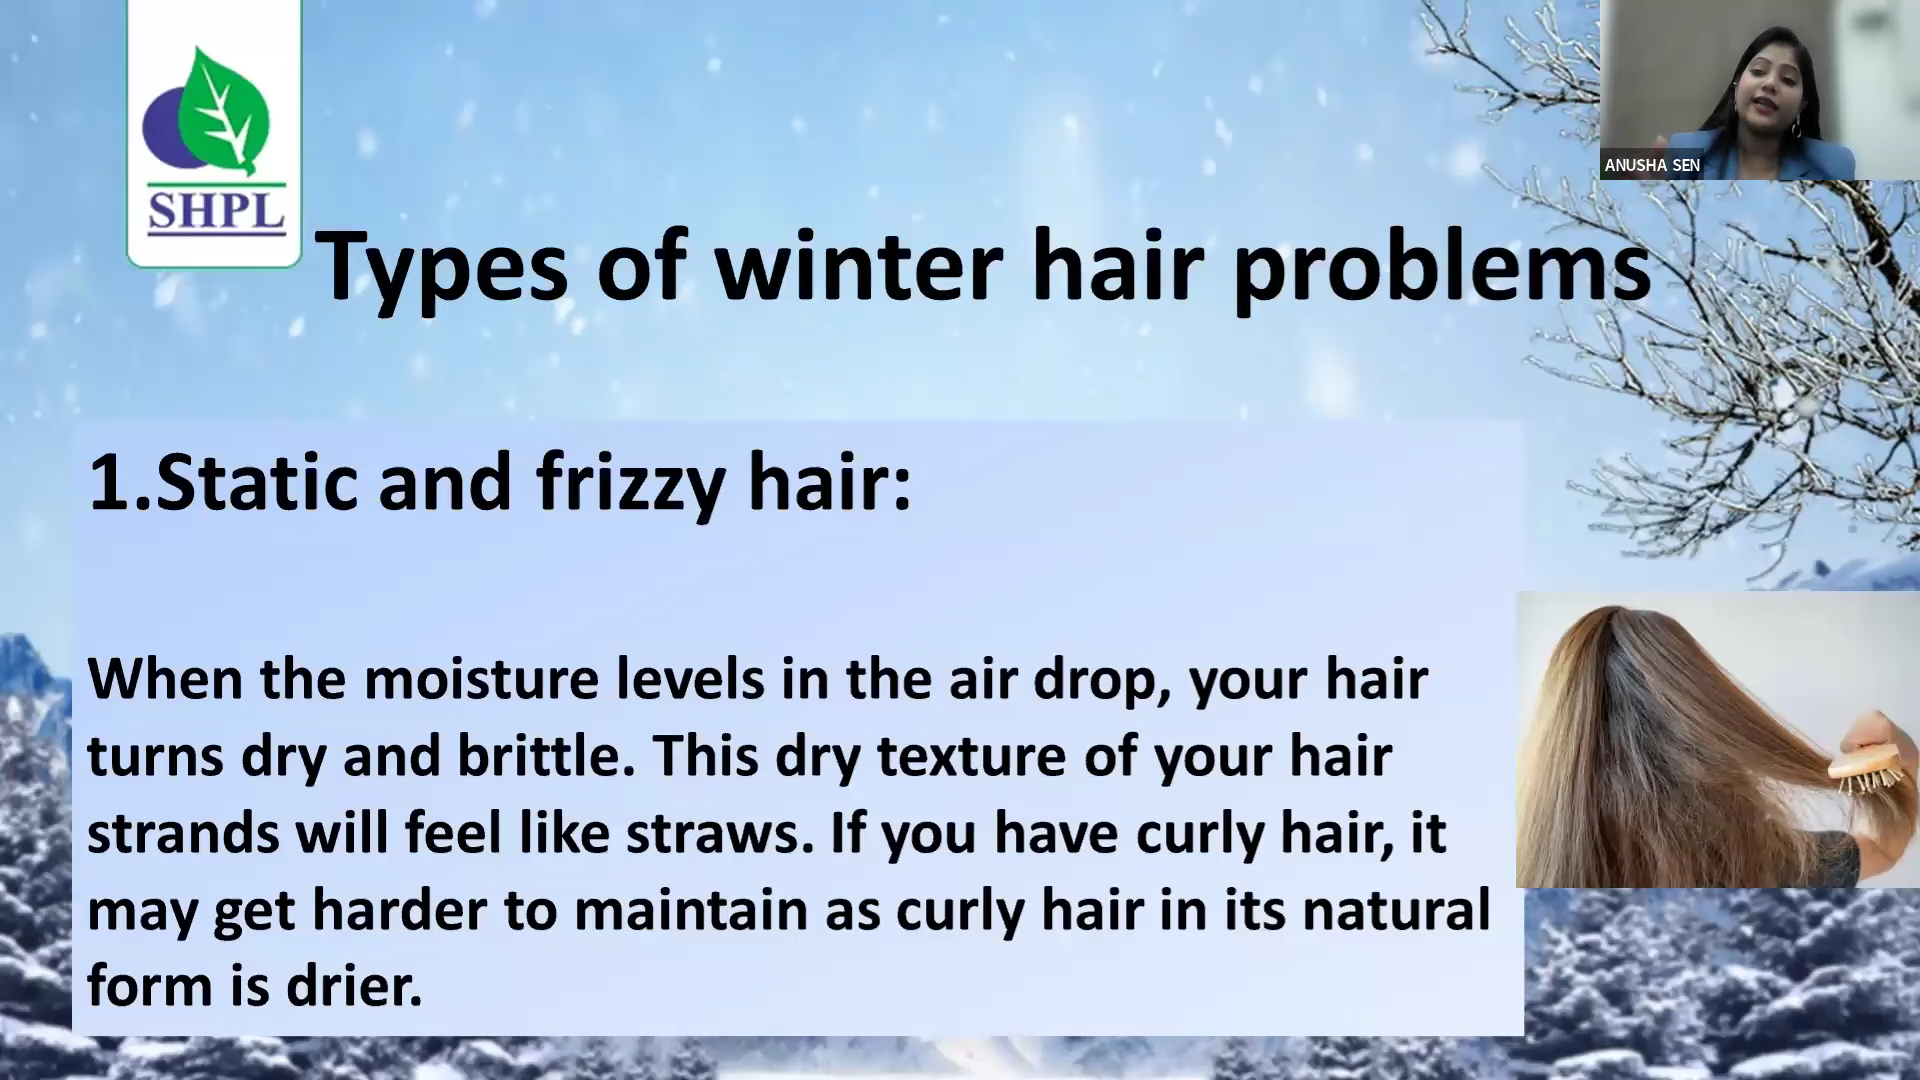 SHPL
ANUSHA SEN
Types of winter hair problems
1.Static and frizzy hair:
When the moisture levels in the air drop, your hair
turns dry and brittle. This dry texture of your hair
strands will feel like straws. If you have curly hair, it
may get harder to maintain as curly hair in its natural
form is drier.